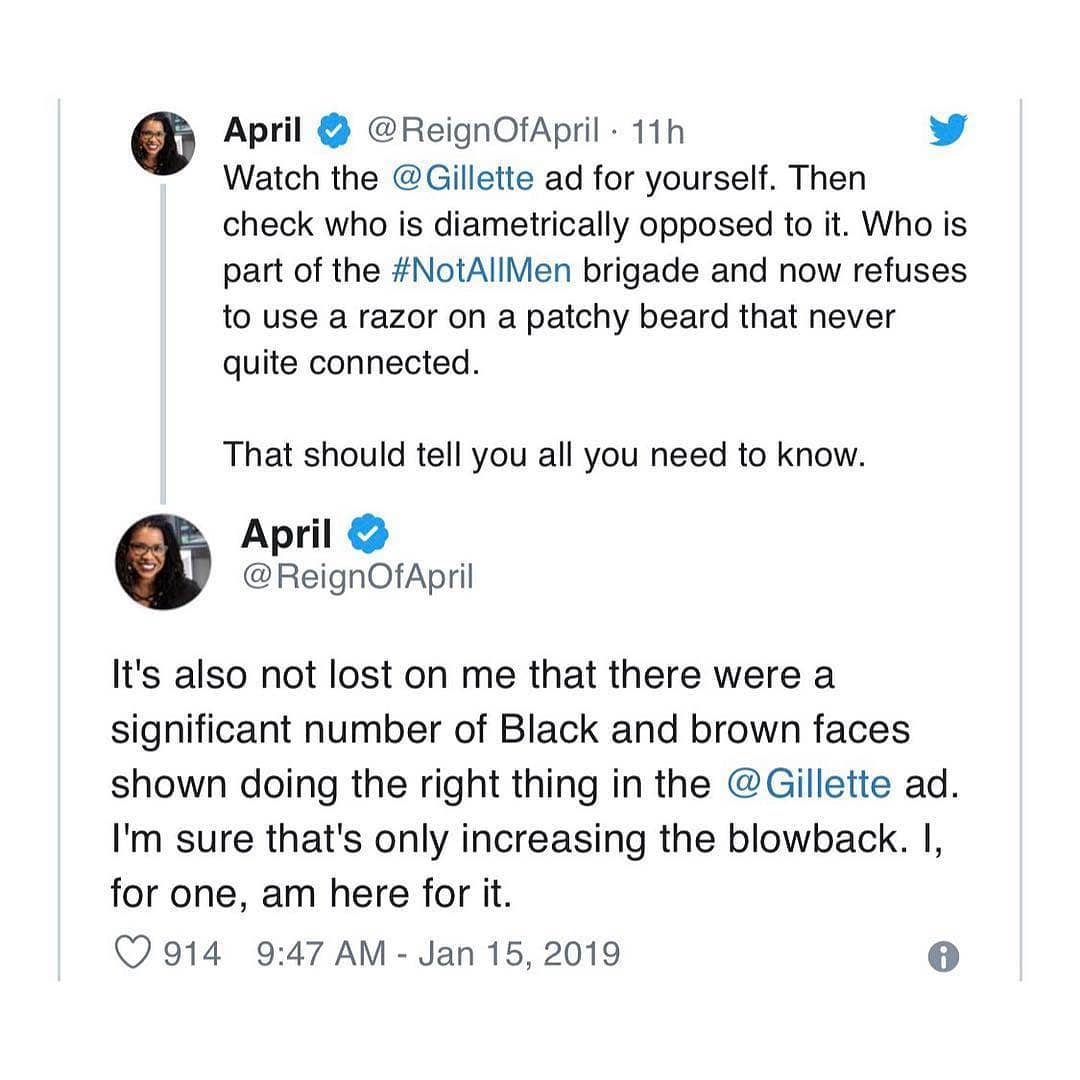 April @ReignOfApril · 11h
Watch the @Gillette ad for yourself. Then
check who is diametrically opposed to it. Who is
part of the #NotAllMen brigade and now refuses
to use a razor on a patchy beard that never
quite connected.
That should tell you all you need to know.
April
@ReignOfApril
It's also not lost on me that there were a
significant number of Black and brown faces
shown doing the right thing in the @Gillette ad.
I'm sure that's only increasing the blowback. I,
for one, am here for it.
914 9:47 AM - Jan 15, 2019